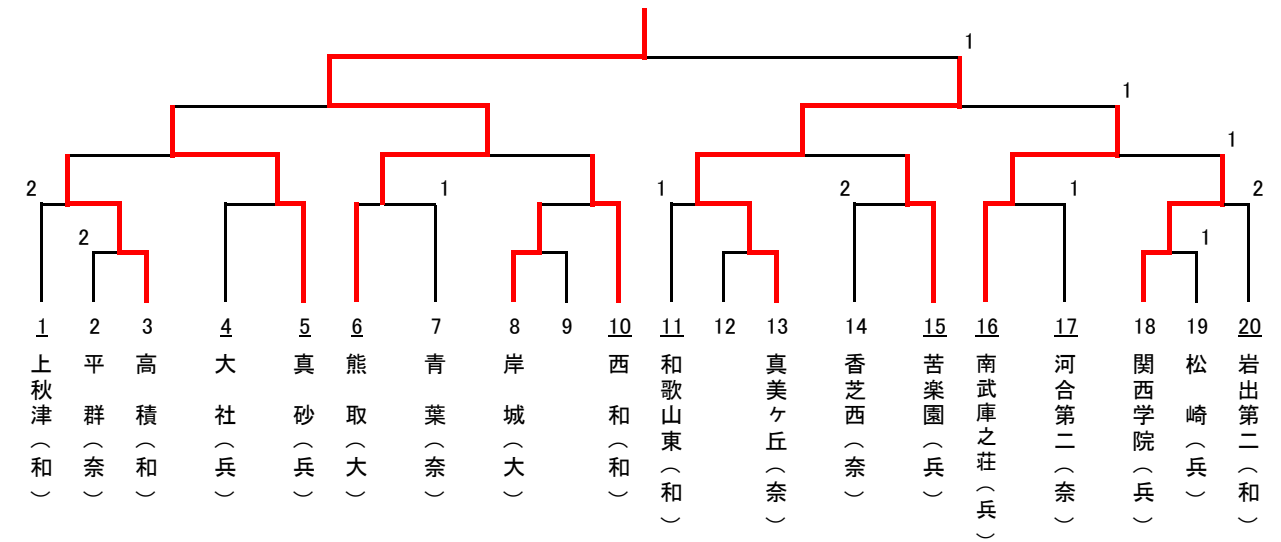 1
1
1
2
1
1
2
1
2
2
1
1
2
3
4
5
6
7
8
9
10
11
12
13
14
15
16
17
18
19
20
上秋津(和)
平群(奈)
高積(和)
大社(兵)
真砂(兵)
熊取(大)
青葉(奈)
岸城(大)
西和(和)
和歌山東(和)
真美ヶ丘(奈)
香芝西(奈)
苦楽園(兵)
南武庫之荘(兵)
河合第二(奈)
関西学院(兵)
松崎(兵)
岩出第二(和)